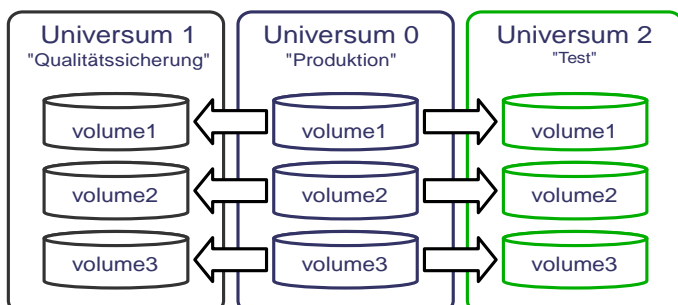 Universum 1
"Qualitätssicherung"
volume1
volume2
volume3
Universum 0
"Produktion"
volume1
volume2
volume3
Universum 2
"Test"
volume1
volume2
volume3